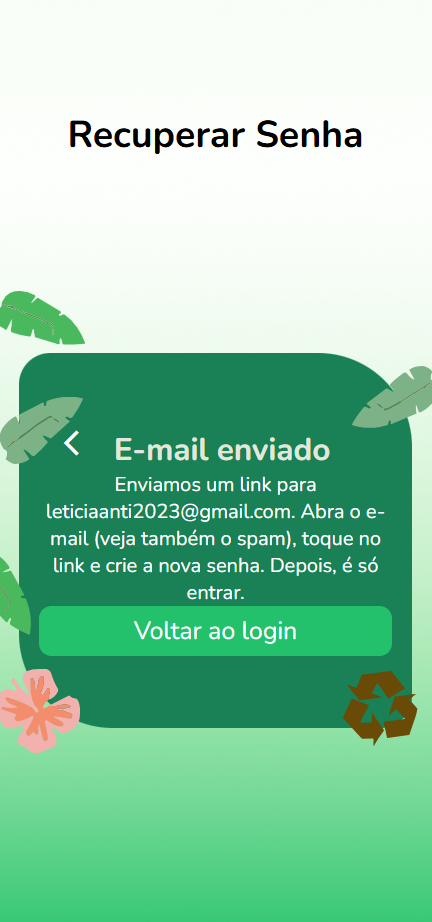 Recuperar Senha
E-mail enviado
Enviamos um link para
leticiaanti2023@gmail.com. Abra o e-
mail (veja também o spam), toque no
link e crie a nova senha. Depois, é só
entrar.
Voltar ao login